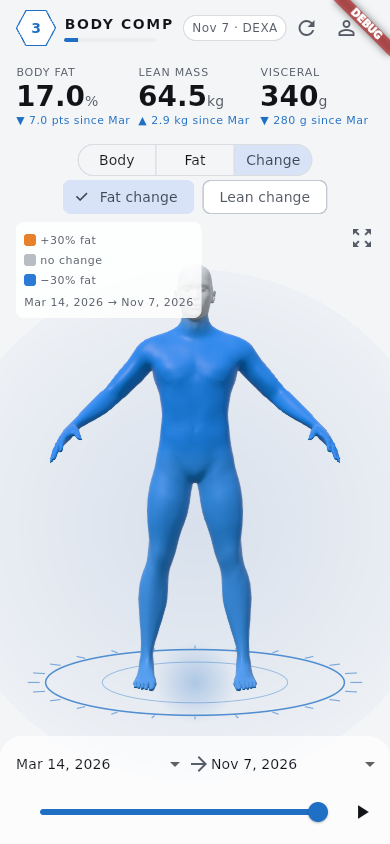 3
BODY COMP
Nov 7 · DEXA
DEBUG
BODY FAT
17.0%
▼ 7.0 pts since Mar
LEAN MASS
64.5kg
▲ 2.9 kg since Mar
VISCERAL
340g
▼ 280 g since Mar
Body
Fat
Change
Fat change
Lean change
+30% fat
no change
−30% fat
Mar 14, 2026 → Nov 7, 2026
Mar 14, 2026
Nov 7, 2026